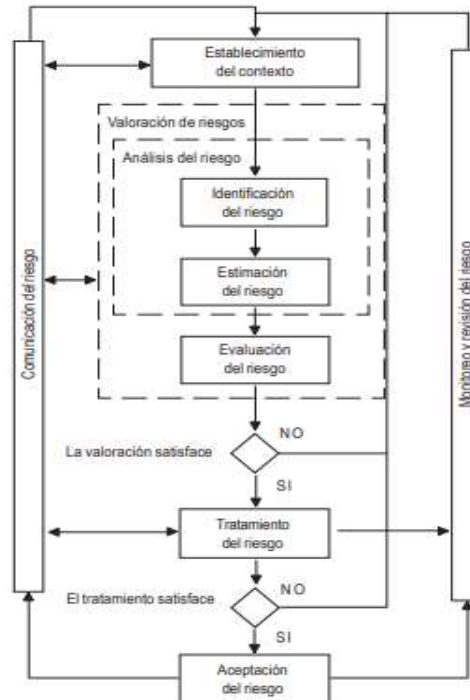 Establecimiento
del contexto
Valoración de riesgos
Análisis del riesgo
Identificación
del riesgo
Estimación
del riesgo
Comunicación del riesgo
Monitoreo y revisión del riesgo
Evaluación
del riesgo
NO
La valoración satisface
SI
Tratamiento
del riesgo
NO
El tratamiento satisface
SI
Aceptación
del riesgo